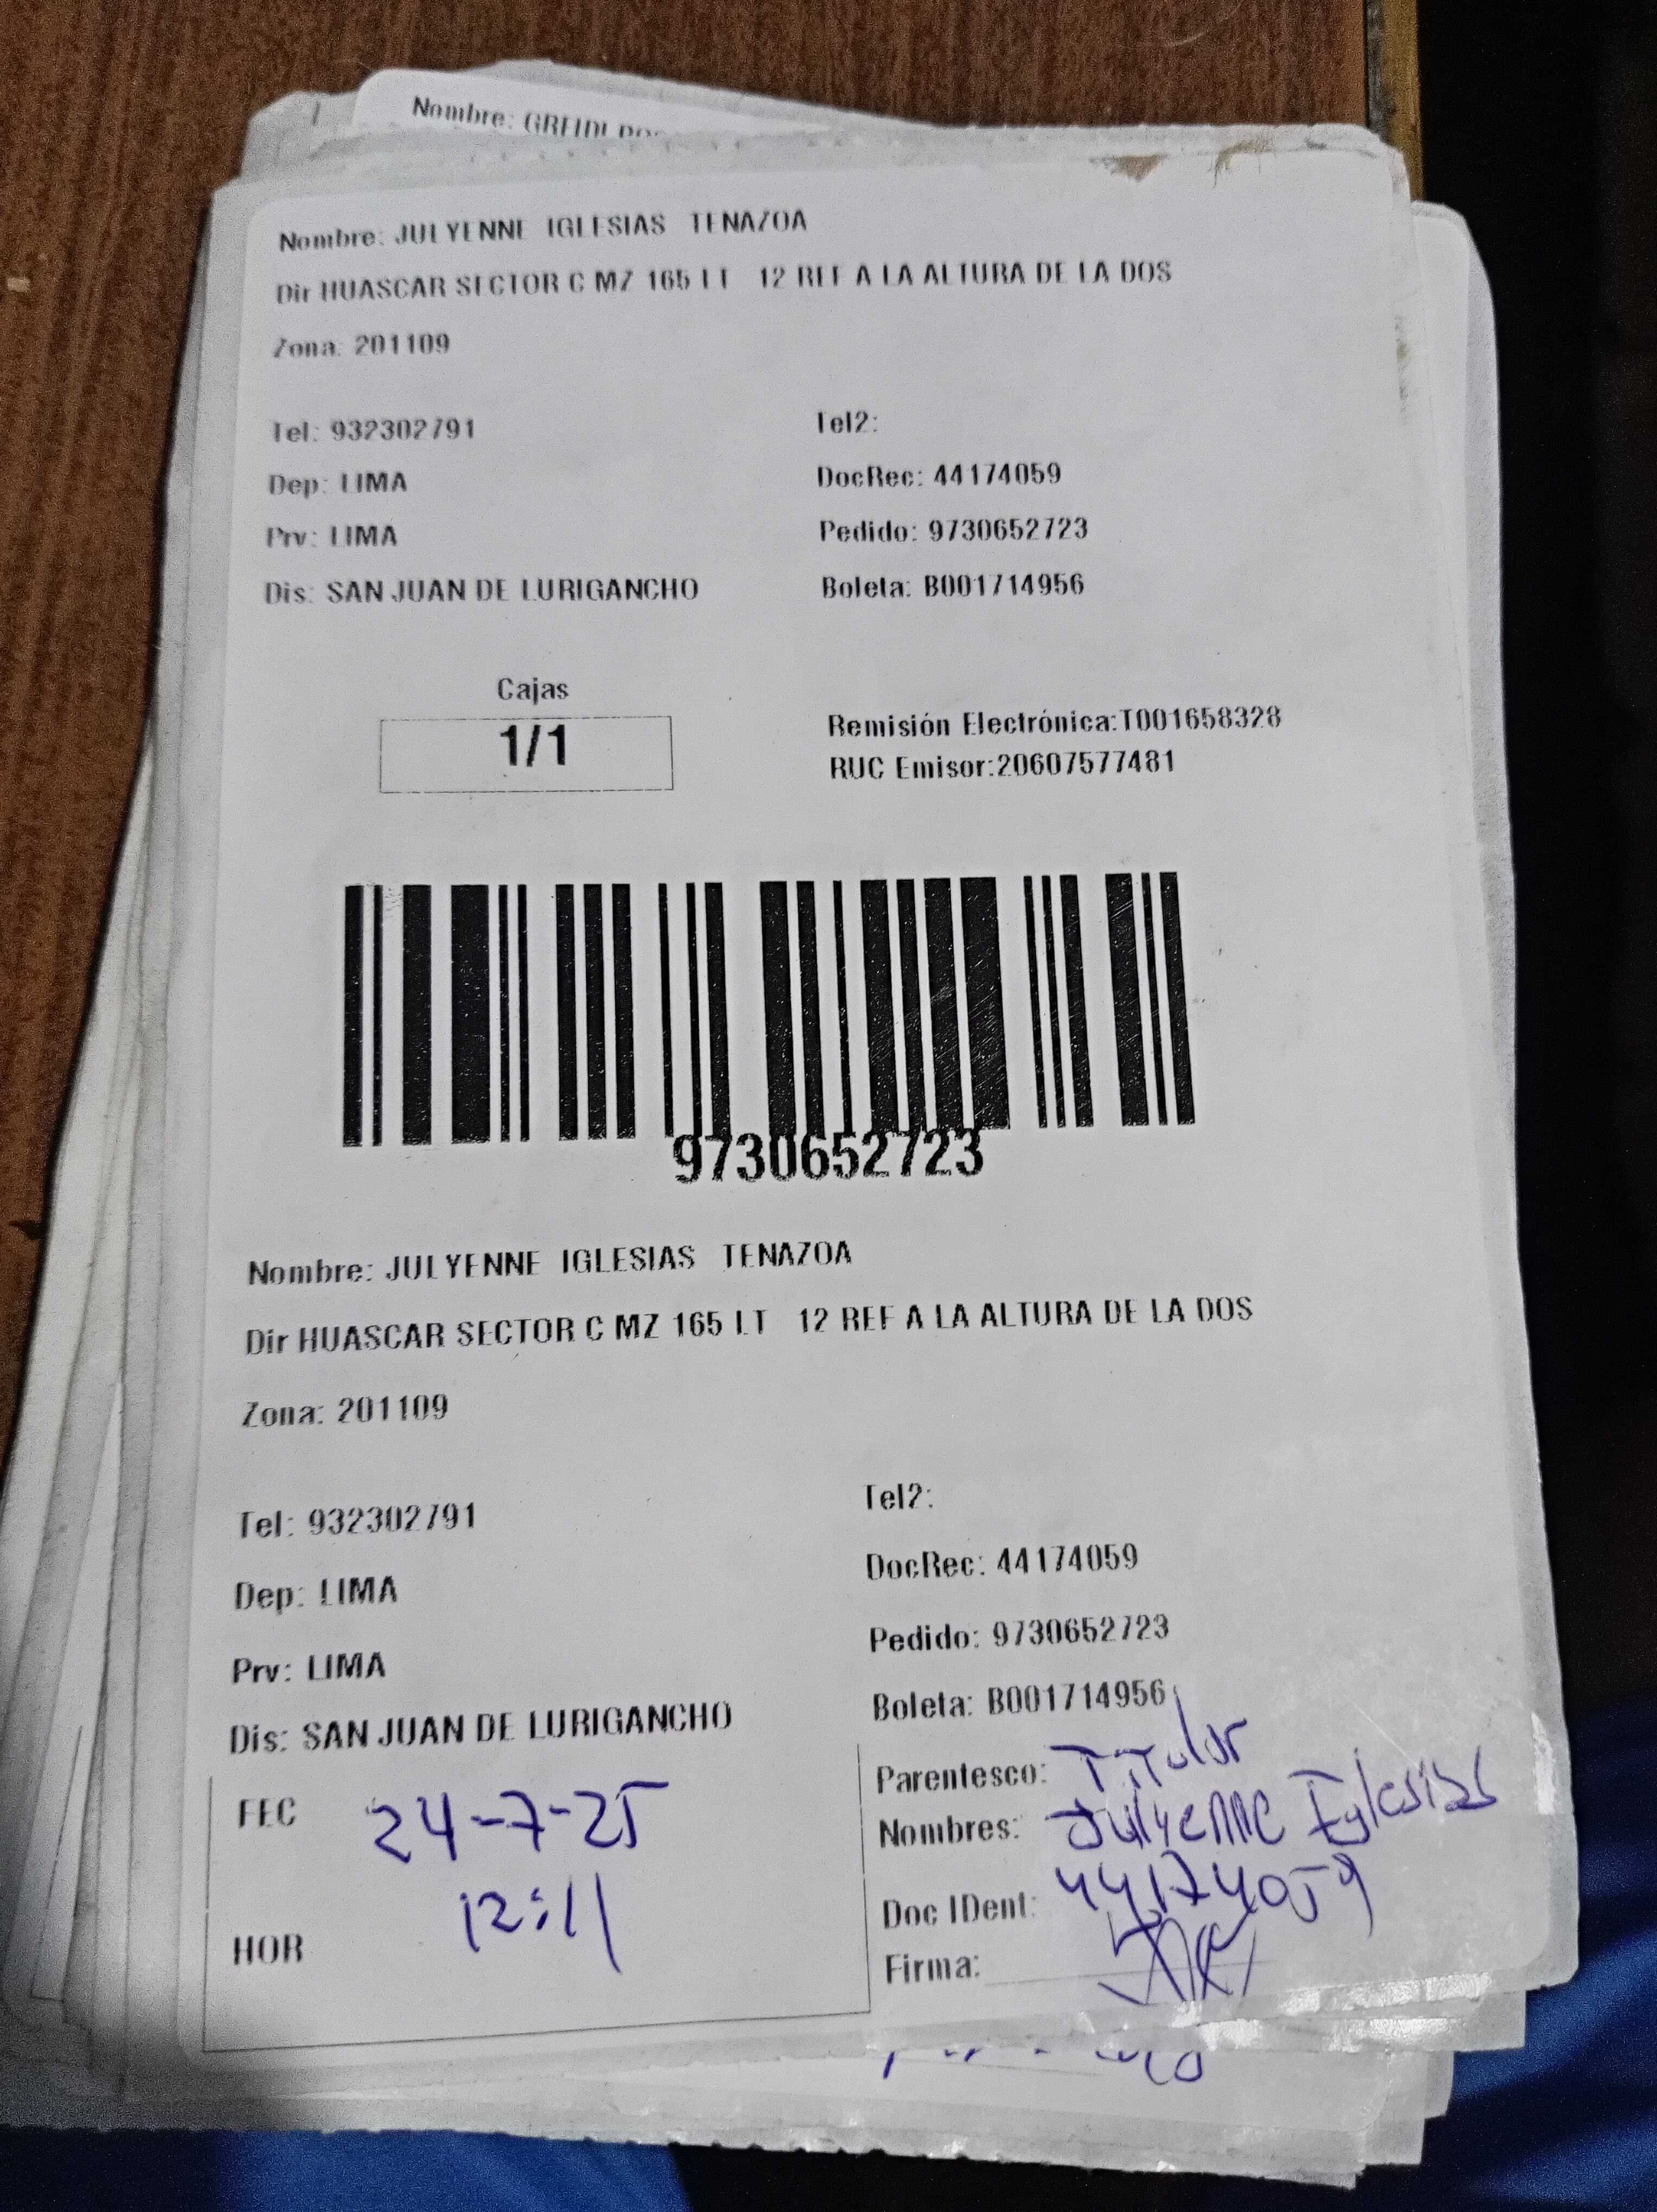 Nombre: GREIDI
Nombre: JULYENNE IGLESIAS TENAZOA
Dir HUASCAR SECTOR C MZ 165 LT 12 REF A LA ALTURA DE LA DOS
Zona: 201109
Tel: 932302791 Tel2:
Dep: LIMA DocRec: 44174059
Prv: LIMA Pedido: 9730652723
Dis: SAN JUAN DE LURIGANCHO Boleta: B001714956
Cajas
1/1
Remisión Electrónica:T001658328
RUC Emisor:20607577481
9730652723
Nombre: JULYENNE IGLESIAS TENAZOA
Dir HUASCAR SECTOR C MZ 165 LT 12 REF A LA ALTURA DE LA DOS
Zona: 201109
Tel: 932302791 Tel2:
Dep: LIMA DocRec: 44174059
Prv: LIMA Pedido: 9730652723
Dis: SAN JUAN DE LURIGANCHO Boleta: B001714956
FEC 24-7-25
HOR 12:11
Parentesco: Titular
Nombres: Julyenne Iglesias
Doc IDent: 44174059
Firma: